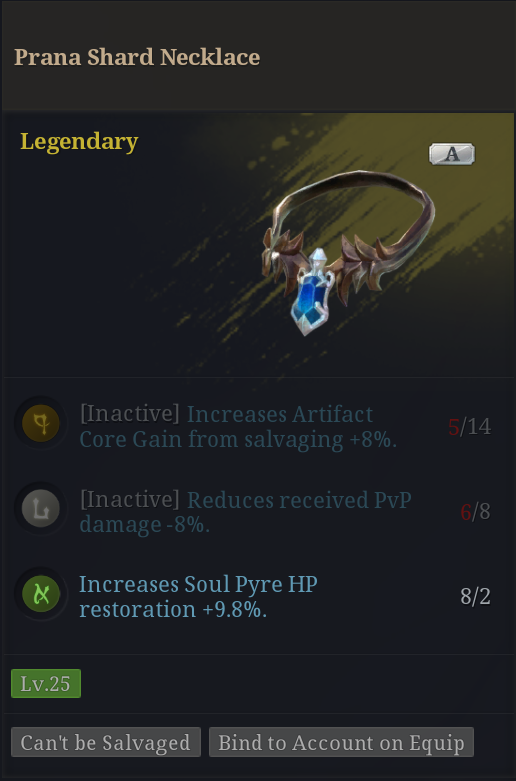 Prana Shard Necklace
Legendary
A
[Inactive] Increases Artifact
Core Gain from salvaging +8%.
5/14
[Inactive] Reduces received PvP
damage -8%.
6/8
Increases Soul Pyre HP
restoration +9.8%.
8/2
Lv.25
Can't be Salvaged
Bind to Account on Equip